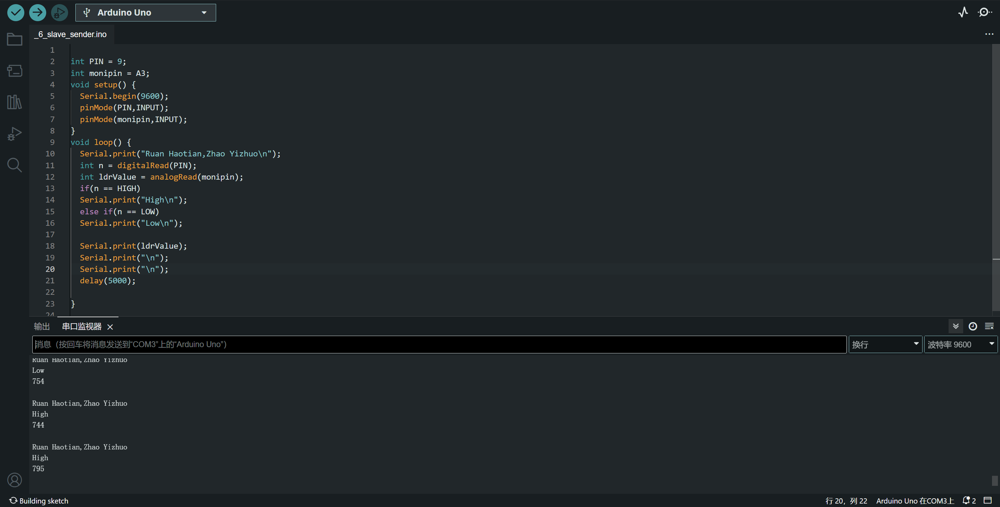 Arduino Uno
_6_slave_sender.ino
1
2 int PIN = 9;
3 int monipin = A3;
4 void setup() {
5 Serial.begin(9600);
6 pinMode(PIN,INPUT);
7 pinMode(monipin,INPUT);
8 }
9 void loop() {
10 Serial.print("Ruan Haotian,Zhao Yizhuo\n");
11 int n = digitalRead(PIN);
12 int ldrValue = analogRead(monipin);
13 if(n == HIGH)
14 Serial.print("High\n");
15 else if(n == LOW)
16 Serial.print("Low\n");
17
18 Serial.print(ldrValue);
19 Serial.print("\n");
20 Serial.print("\n");
21 delay(5000);
22
23 }
24
输出 串口监视器
消息（按回车将消息发送到“COM3”上的“Arduino Uno”） 换行 波特率 9600
Ruan Haotian,Zhao Yizhuo
Low
754
Ruan Haotian,Zhao Yizhuo
High
744
Ruan Haotian,Zhao Yizhuo
High
795
Building sketch 行 20，列 22 Arduino Uno 在COM3上 2